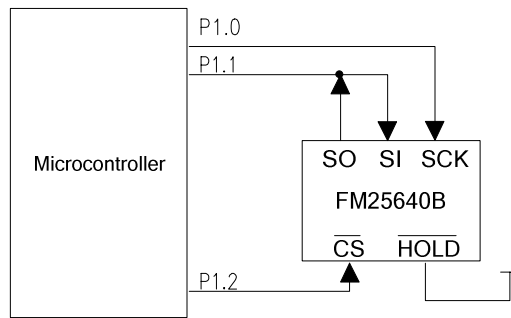 P1.0
P1.1
Microcontroller
SO SI SCK
FM25640B
CS HOLD
P1.2